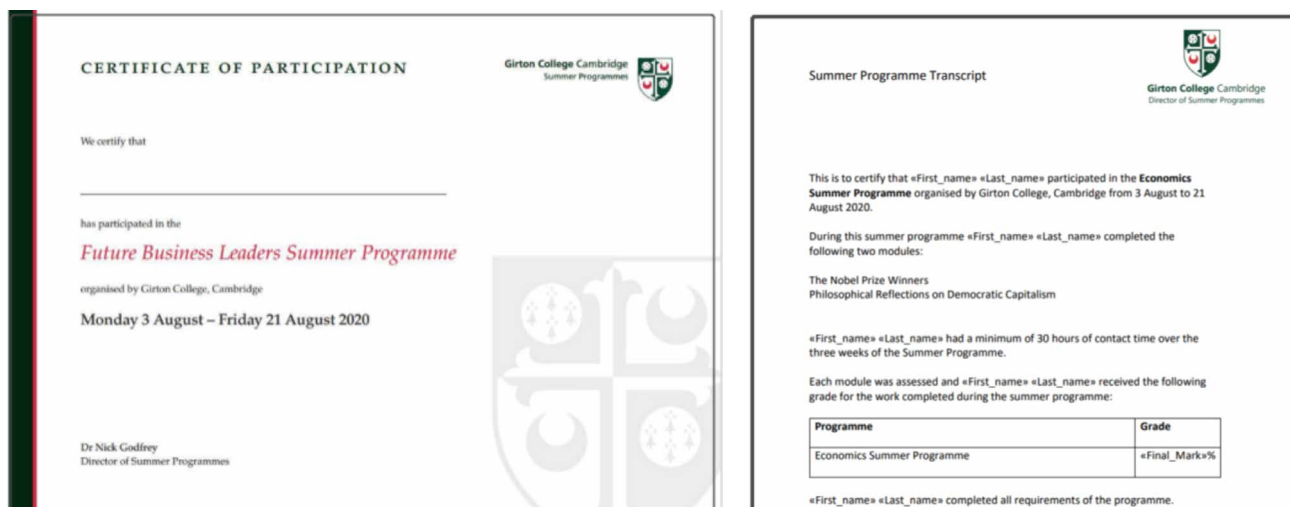 CERTIFICATE OF PARTICIPATION
Girton College Cambridge
Summer Programmes
We certify that
has participated in the
Future Business Leaders Summer Programme
organised by Girton College, Cambridge
Monday 3 August – Friday 21 August 2020
Dr Nick Godfrey
Director of Summer Programmes
Summer Programme Transcript
Girton College Cambridge
Director of Summer Programmes
This is to certify that «First_name» «Last_name» participated in the Economics
Summer Programme organised by Girton College, Cambridge from 3 August to 21
August 2020.
During this summer programme «First_name» «Last_name» completed the
following two modules:
The Nobel Prize Winners
Philosophical Reflections on Democratic Capitalism
«First_name» «Last_name» had a minimum of 30 hours of contact time over the
three weeks of the Summer Programme.
Each module was assessed and «First_name» «Last_name» received the following
grade for the work completed during the summer programme:
Programme Grade
Economics Summer Programme «Final_Mark»%
«First_name» «Last_name» completed all requirements of the programme.